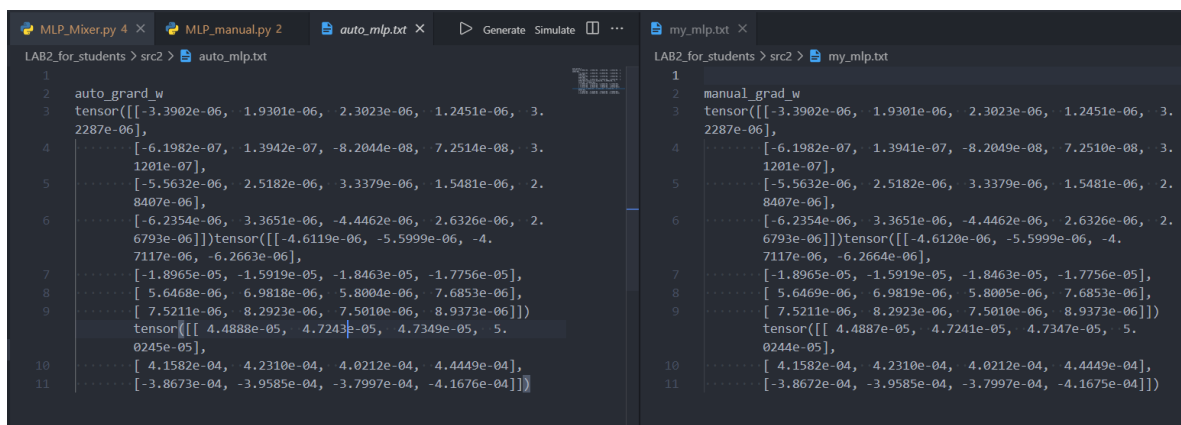 MLP_Mixer.py 4 × MLP_manual.py 2 auto_mlp.txt × Generate Simulate ···
LAB2_for_students > src2 > auto_mlp.txt
1
2 auto_grard_w
3 tensor([[-3.3902e-06, 1.9301e-06, 2.3023e-06, 1.2451e-06, 3.
2287e-06],
4 [-6.1982e-07, 1.3942e-07, -8.2044e-08, 7.2514e-08, 3.
1201e-07],
5 [-5.5632e-06, 2.5182e-06, 3.3379e-06, 1.5481e-06, 2.
8407e-06],
6 [-6.2354e-06, 3.3651e-06, -4.4462e-06, 2.6326e-06, 2.
6793e-06]])tensor([[-4.6119e-06, -5.5999e-06, -4.
7117e-06, -6.2663e-06],
7 [-1.8965e-05, -1.5919e-05, -1.8463e-05, -1.7756e-05],
8 [ 5.6468e-06, 6.9818e-06, 5.8004e-06, 7.6853e-06],
9 [ 7.5211e-06, 8.2923e-06, 7.5010e-06, 8.9373e-06]])
tensor([[ 4.4888e-05, 4.7243e-05, 4.7349e-05, 5.
0245e-05],
10 [ 4.1582e-04, 4.2310e-04, 4.0212e-04, 4.4449e-04],
11 [-3.8673e-04, -3.9585e-04, -3.7997e-04, -4.1676e-04]])
my_mlp.txt ×
LAB2_for_students > src2 > my_mlp.txt
1
2 manual_grad_w
3 tensor([[-3.3902e-06, 1.9301e-06, 2.3023e-06, 1.2451e-06, 3.
2287e-06],
4 [-6.1982e-07, 1.3941e-07, -8.2049e-08, 7.2510e-08, 3.
1201e-07],
5 [-5.5632e-06, 2.5182e-06, 3.3379e-06, 1.5481e-06, 2.
8407e-06],
6 [-6.2354e-06, 3.3651e-06, -4.4462e-06, 2.6326e-06, 2.
6793e-06]])tensor([[-4.6120e-06, -5.5999e-06, -4.
7117e-06, -6.2664e-06],
7 [-1.8965e-05, -1.5919e-05, -1.8463e-05, -1.7756e-05],
8 [ 5.6469e-06, 6.9819e-06, 5.8005e-06, 7.6854e-06],
9 [ 7.5211e-06, 8.2923e-06, 7.5010e-06, 8.9373e-06]])
tensor([[ 4.4887e-05, 4.7241e-05, 4.7347e-05, 5.
0244e-05],
10 [ 4.1582e-04, 4.2310e-04, 4.0212e-04, 4.4449e-04],
11 [-3.8672e-04, -3.9585e-04, -3.7997e-04, -4.1675e-04]])